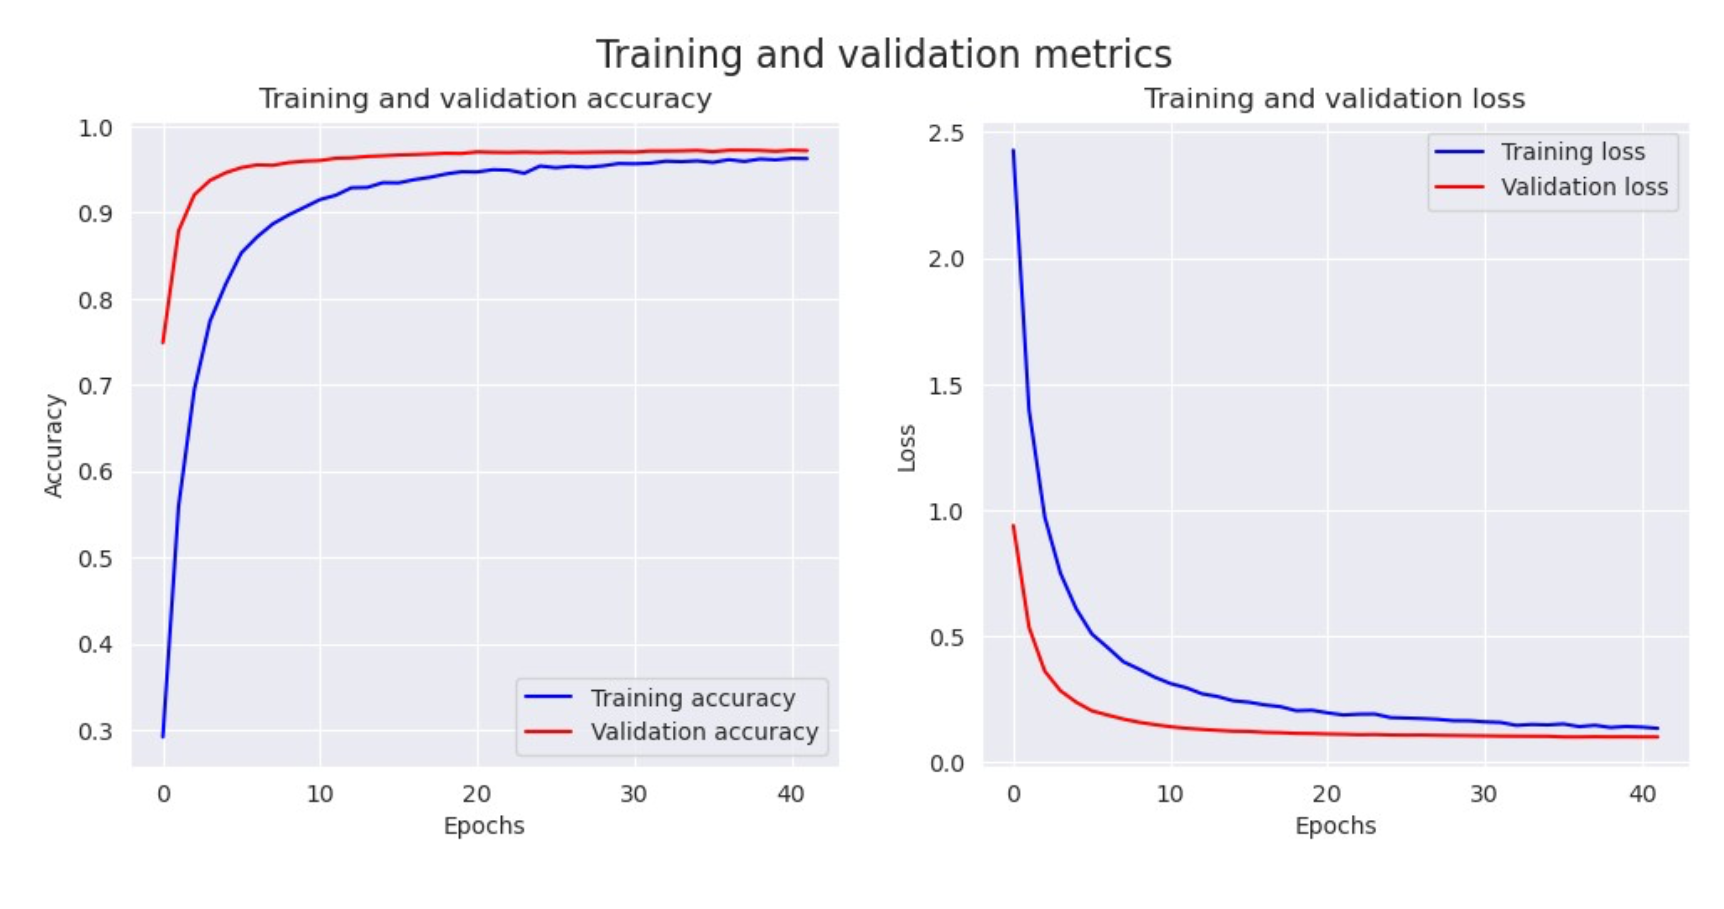 Training and validation metrics
Training and validation accuracy
1.0
0.9
0.8
0.7
0.6
0.5
0.4
0.3
Accuracy
Training accuracy
Validation accuracy
0 10 20 30 40
Epochs
Training and validation loss
2.5
2.0
1.5
1.0
0.5
0.0
Loss
Training loss
Validation loss
0 10 20 30 40
Epochs